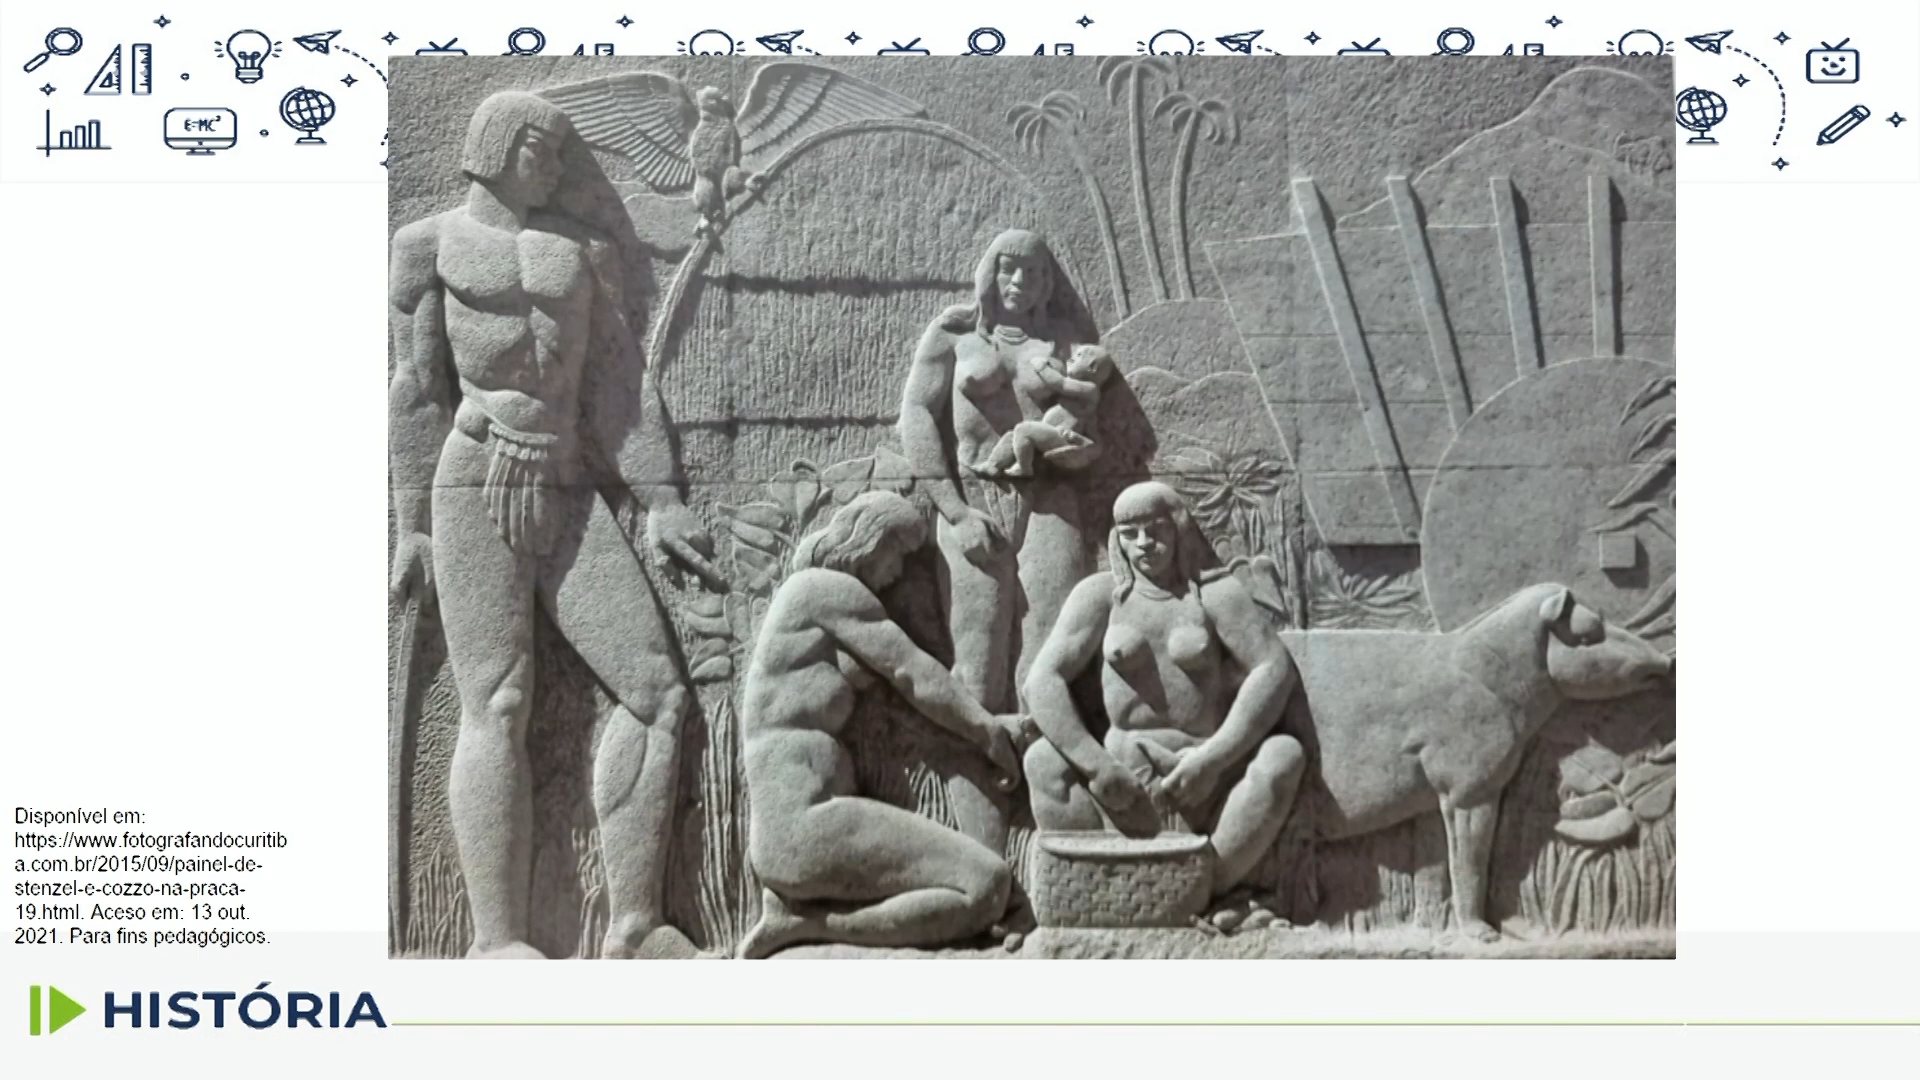 E=MC²
Disponível em:
https://www.fotografandocuritib
a.com.br/2015/09/painel-de-
stenzel-e-cozzo-na-praca-
19.html. Aceso em: 13 out.
2021. Para fins pedagógicos.
HISTÓRIA